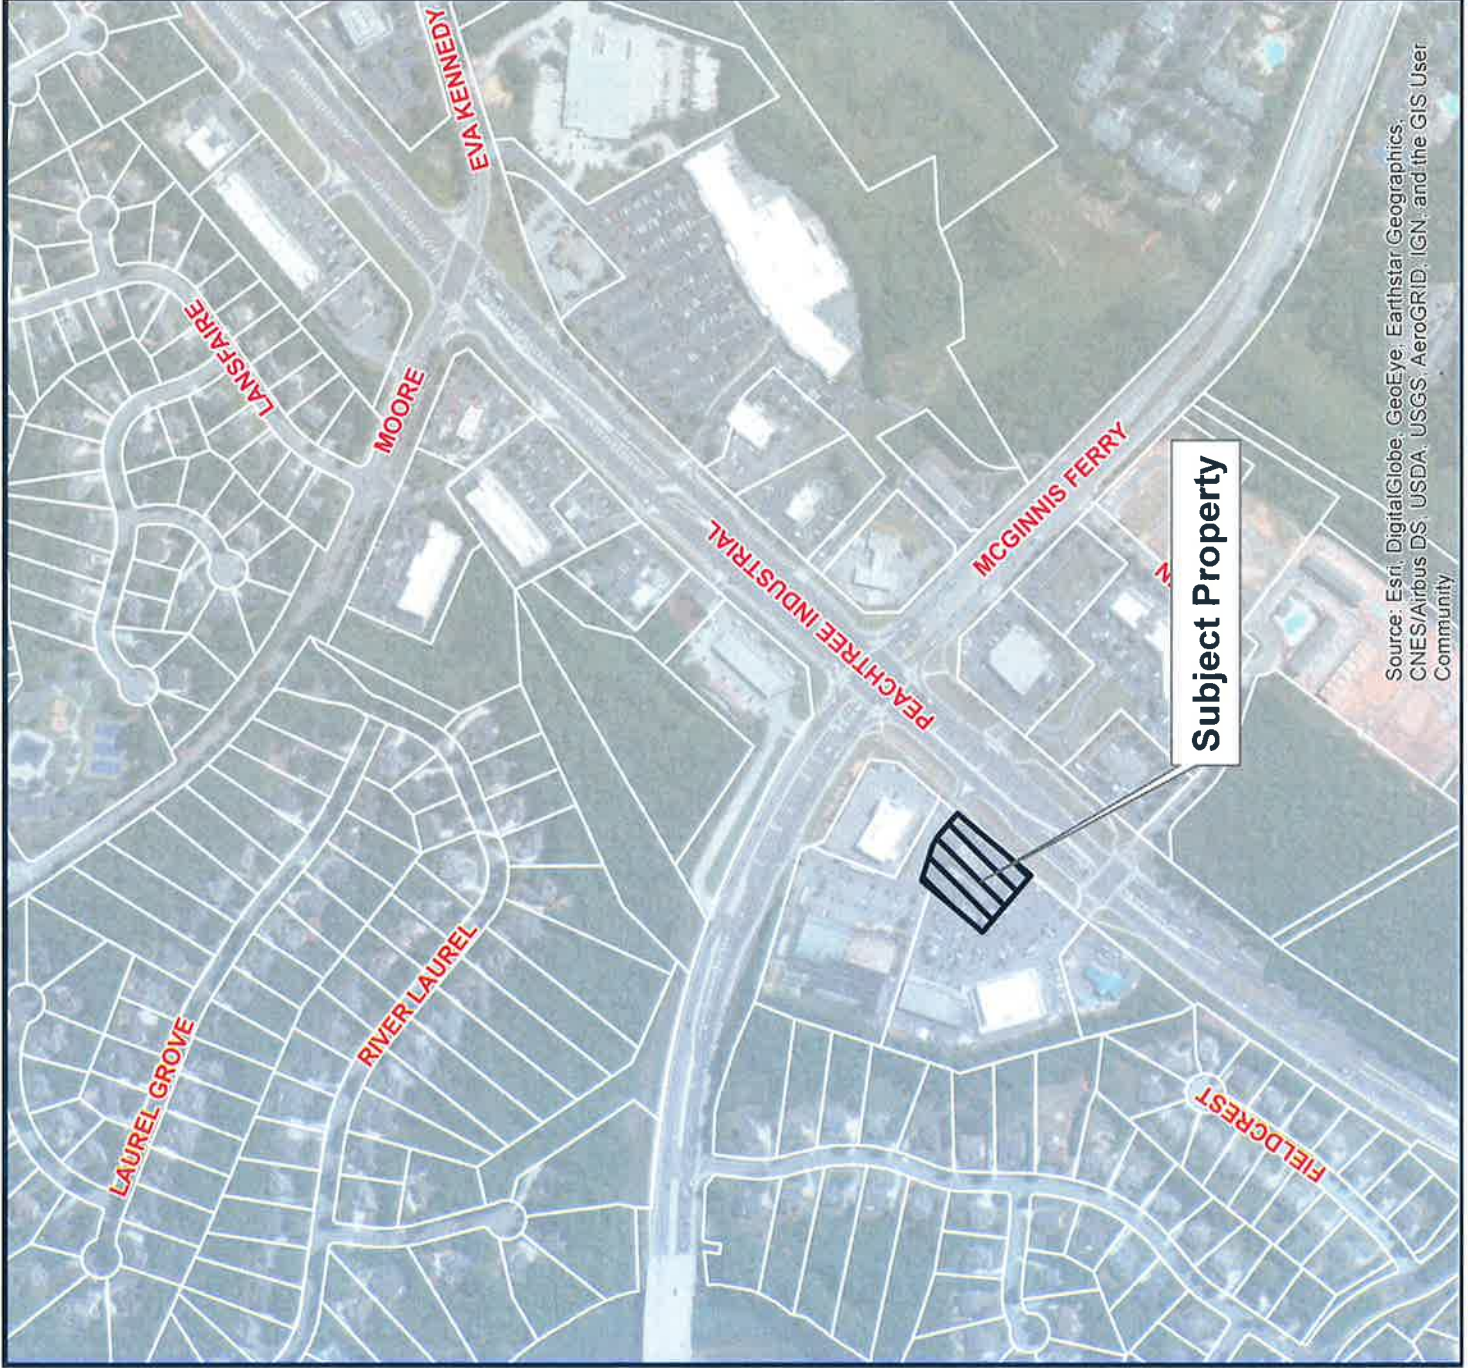 LAUREL GROVE
LANSFAIRE
MOORE
RIVER LAUREL
EVA KENNEDY
PEACHTREE INDUSTRIAL
MCGINNIS FERRY
Subject Property
FIELDCREST
Source: Esri, DigitalGlobe, GeoEye, Earthstar Geographics,
CNES/Airbus DS, USDA, USGS, AeroGRID, IGN, and the GIS User
Community